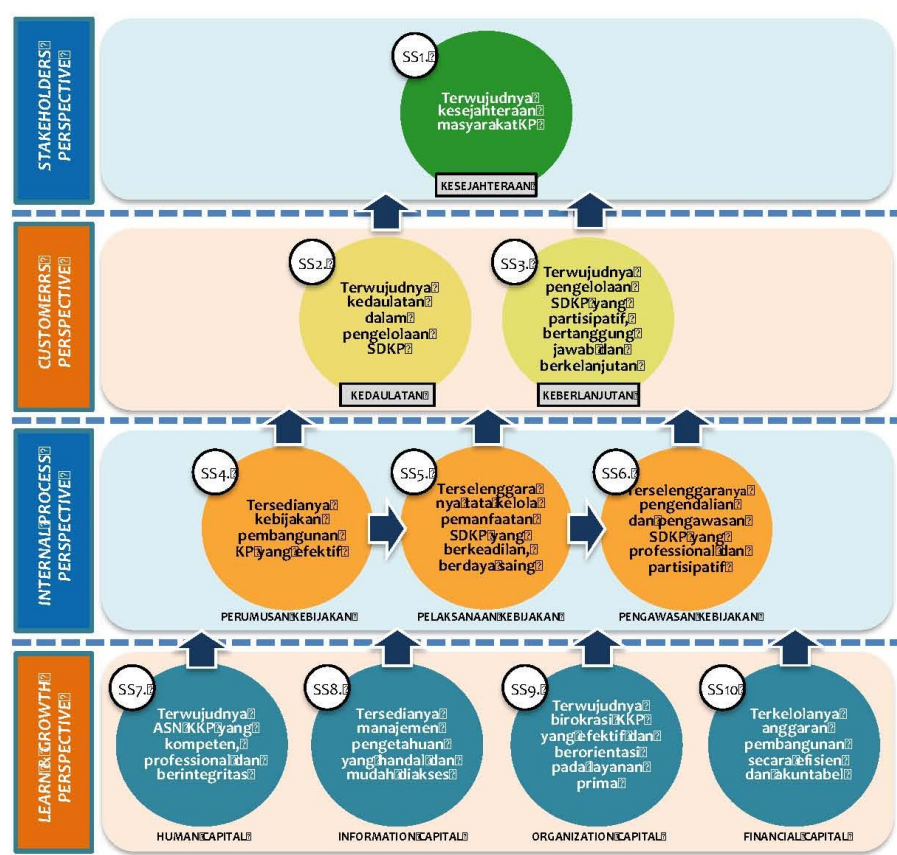 STAKEHOLDERS
PERSPECTIVE
SS1.
Terwujudnya
kesejahteraan
masyarakat KP
KESEJAHTERAAN
CUSTOMERRS
PERSPECTIVE
SS2.
Terwujudnya
kedaulatan
dalam
pengelolaan
SDKP
KEDAULATAN
SS3.
Terwujudnya
pengelolaan
SDKP yang
partisipatif,
bertanggung
jawab dan
berkelanjutan
KEBERLANJUTAN
INTERNAL PROCESS
PERSPECTIVE
SS4.
Tersedianya
kebijakan
pembangunan
KP yang efektif
PERUMUSAN KEBIJAKAN
SS5.
Terselenggara
nya tata kelola
pemanfaatan
SDKP yang
berkeadilan,
berdaya saing
PELAKSANAAN KEBIJAKAN
SS6.
Terselenggaranya
pengendalian
dan pengawasan
SDKP yang
professional dan
partisipatif
PENGAWASAN KEBIJAKAN
LEARN & GROWTH
PERSPECTIVE
SS7.
Terwujudnya
ASN KKP yang
kompeten,
professional dan
berintegritas
HUMAN CAPITAL
SS8.
Tersedianya
manajemen
pengetahuan
yang handal dan
mudah diakses
INFORMATION CAPITAL
SS9.
Terwujudnya
birokrasi KKP
yang efektif dan
berorientasi
pada layanan
prima
ORGANIZATION CAPITAL
SS10
Terkelolanya
anggaran
pembangunan
secara efisien
dan akuntabel
FINANCIAL CAPITAL